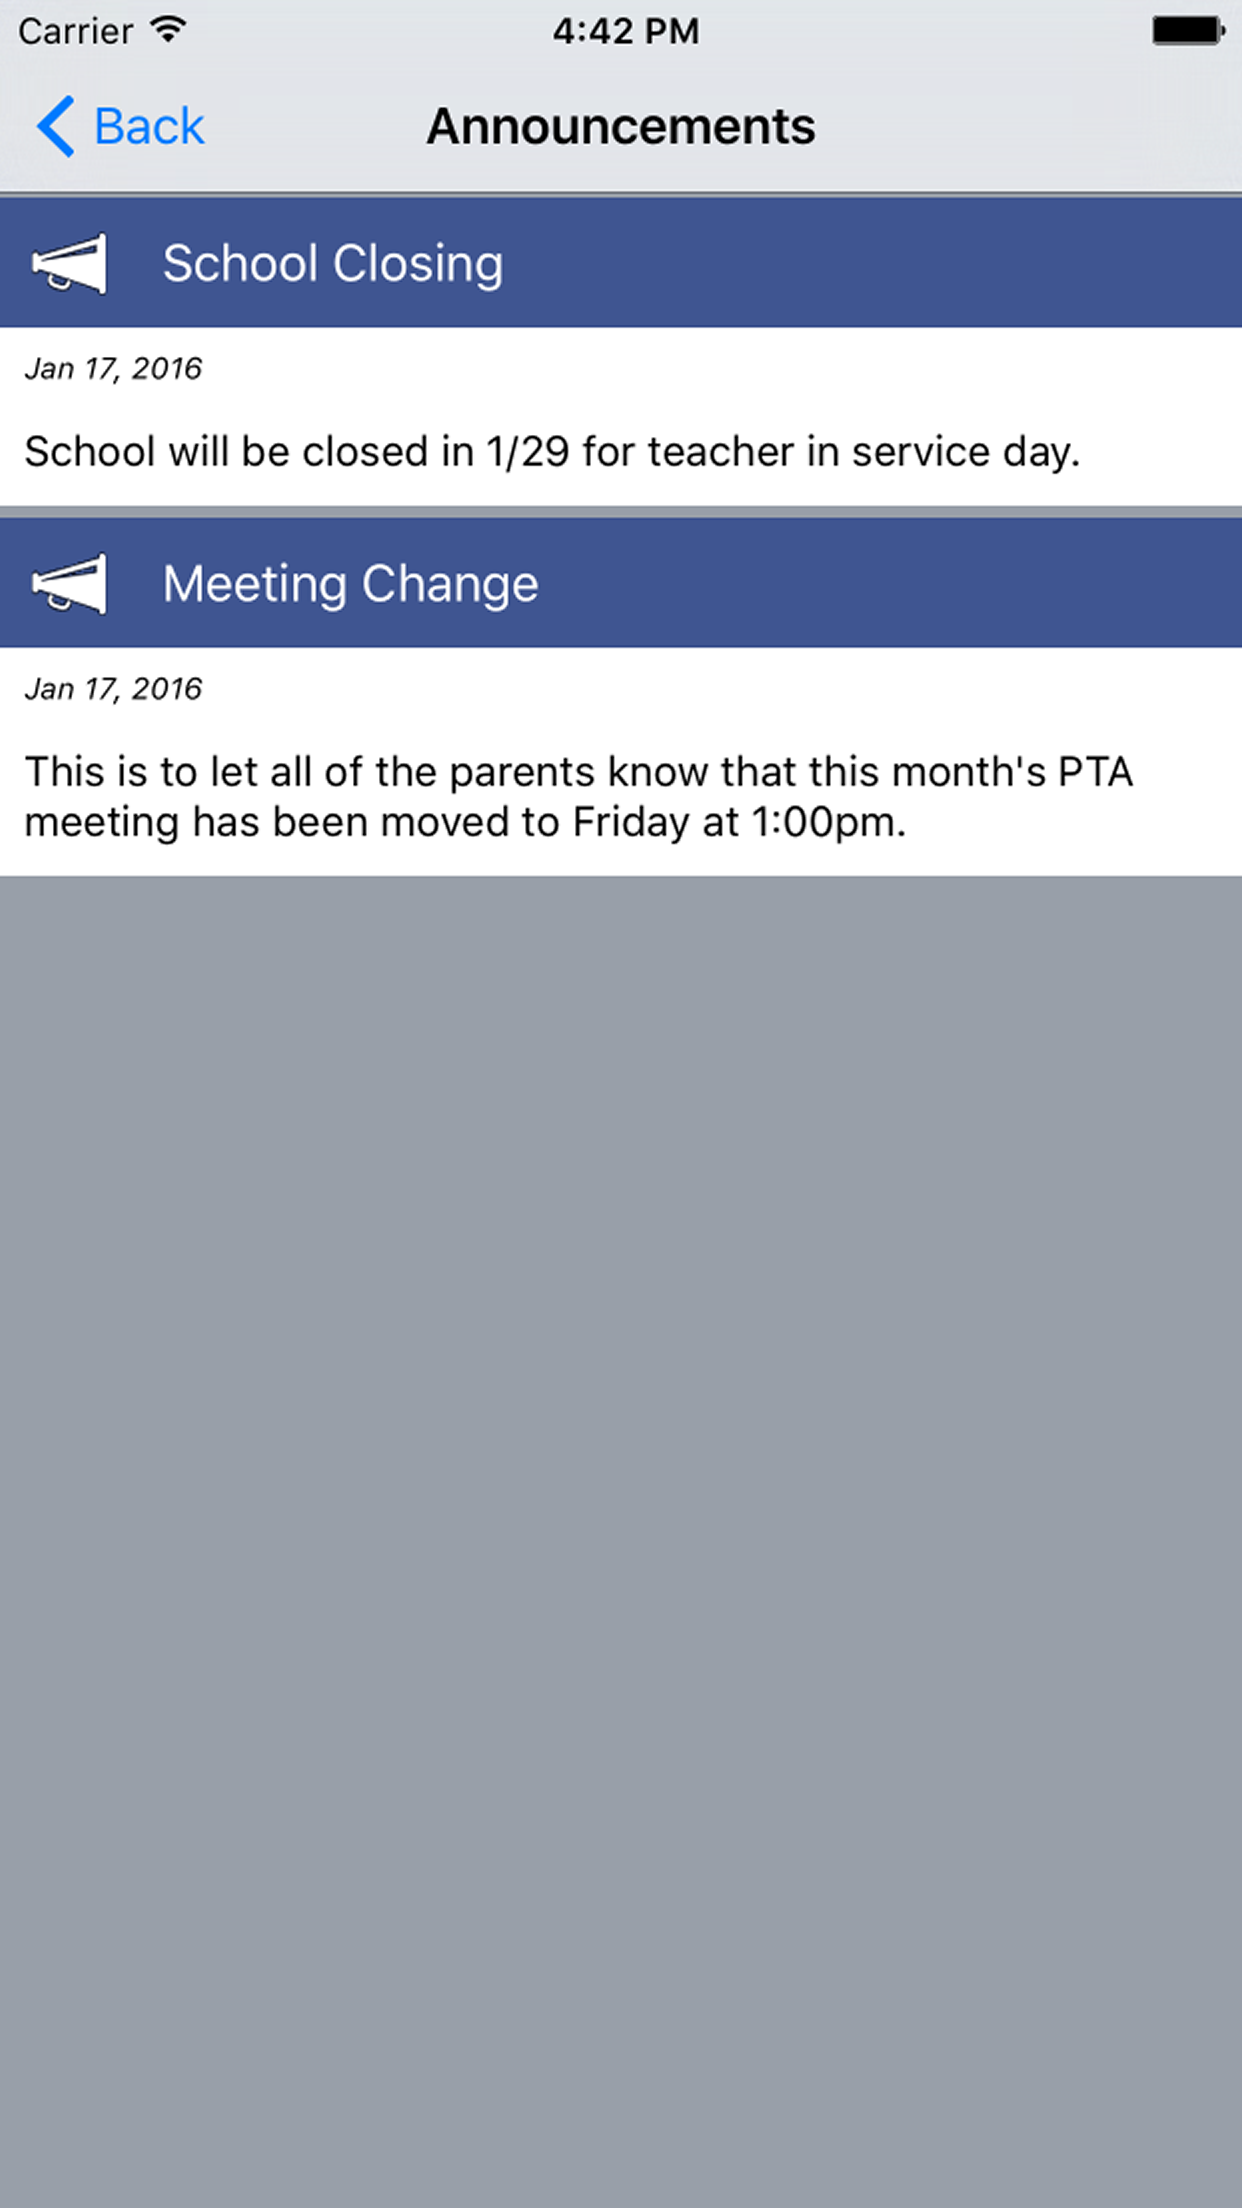 Carrier 4:42 PM
Back Announcements
School Closing
Jan 17, 2016
School will be closed in 1/29 for teacher in service day.
Meeting Change
Jan 17, 2016
This is to let all of the parents know that this month's PTA
meeting has been moved to Friday at 1:00pm.